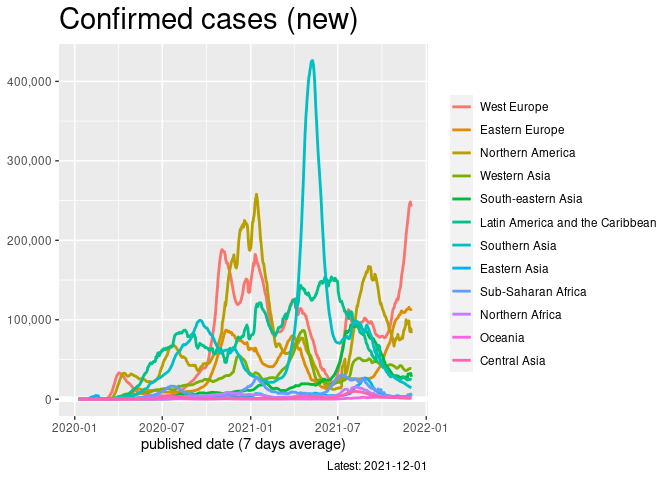 Confirmed cases (new)
400,000
300,000
200,000
100,000
0
2020-01
2020-07
2021-01
2021-07
2022-01
published date (7 days average)
Latest: 2021-12-01
West Europe
Eastern Europe
Northern America
Western Asia
South-eastern Asia
Latin America and the Caribbean
Southern Asia
Eastern Asia
Sub-Saharan Africa
Northern Africa
Oceania
Central Asia